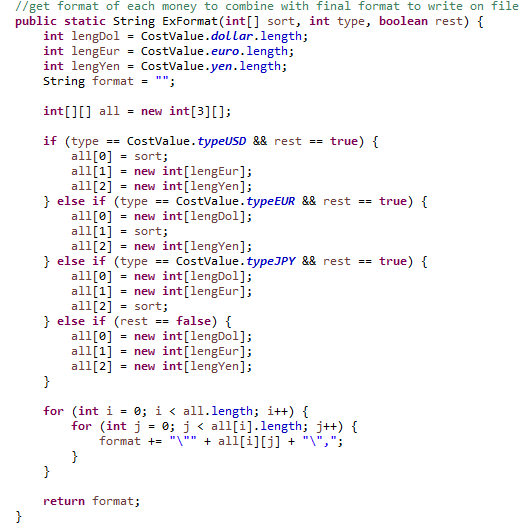 //get format of each money to combine with final format to write on file
public static String ExFormat(int[] sort, int type, boolean rest) {
    int lengDol = CostValue.dollar.length;
    int lengEur = CostValue.euro.length;
    int lengYen = CostValue.yen.length;
    String format = "";

    int[][] all = new int[3][];

    if (type == CostValue.typeUSD && rest == true) {
        all[0] = sort;
        all[1] = new int[lengEur];
        all[2] = new int[lengYen];
    } else if (type == CostValue.typeEUR && rest == true) {
        all[0] = new int[lengDol];
        all[1] = sort;
        all[2] = new int[lengYen];
    } else if (type == CostValue.typeJPY && rest == true) {
        all[0] = new int[lengDol];
        all[1] = new int[lengEur];
        all[2] = sort;
    } else if (rest == false) {
        all[0] = new int[lengDol];
        all[1] = new int[lengEur];
        all[2] = new int[lengYen];
    }

    for (int i = 0; i < all.length; i++) {
        for (int j = 0; j < all[i].length; j++) {
            format += "\"" + all[i][j] + "\",";
        }
    }

    return format;
}